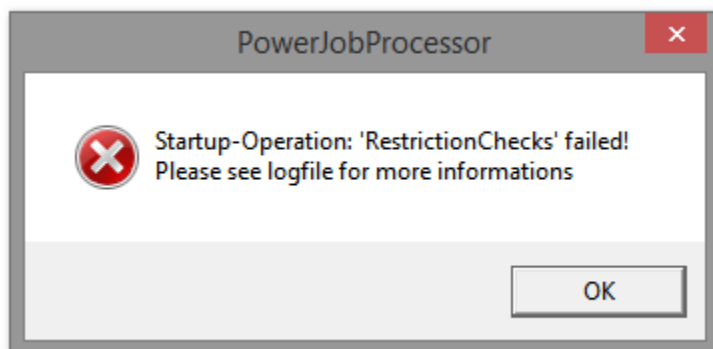 PowerJobProcessor
Startup-Operation: 'RestrictionChecks' failed!
Please see logfile for more informations
OK